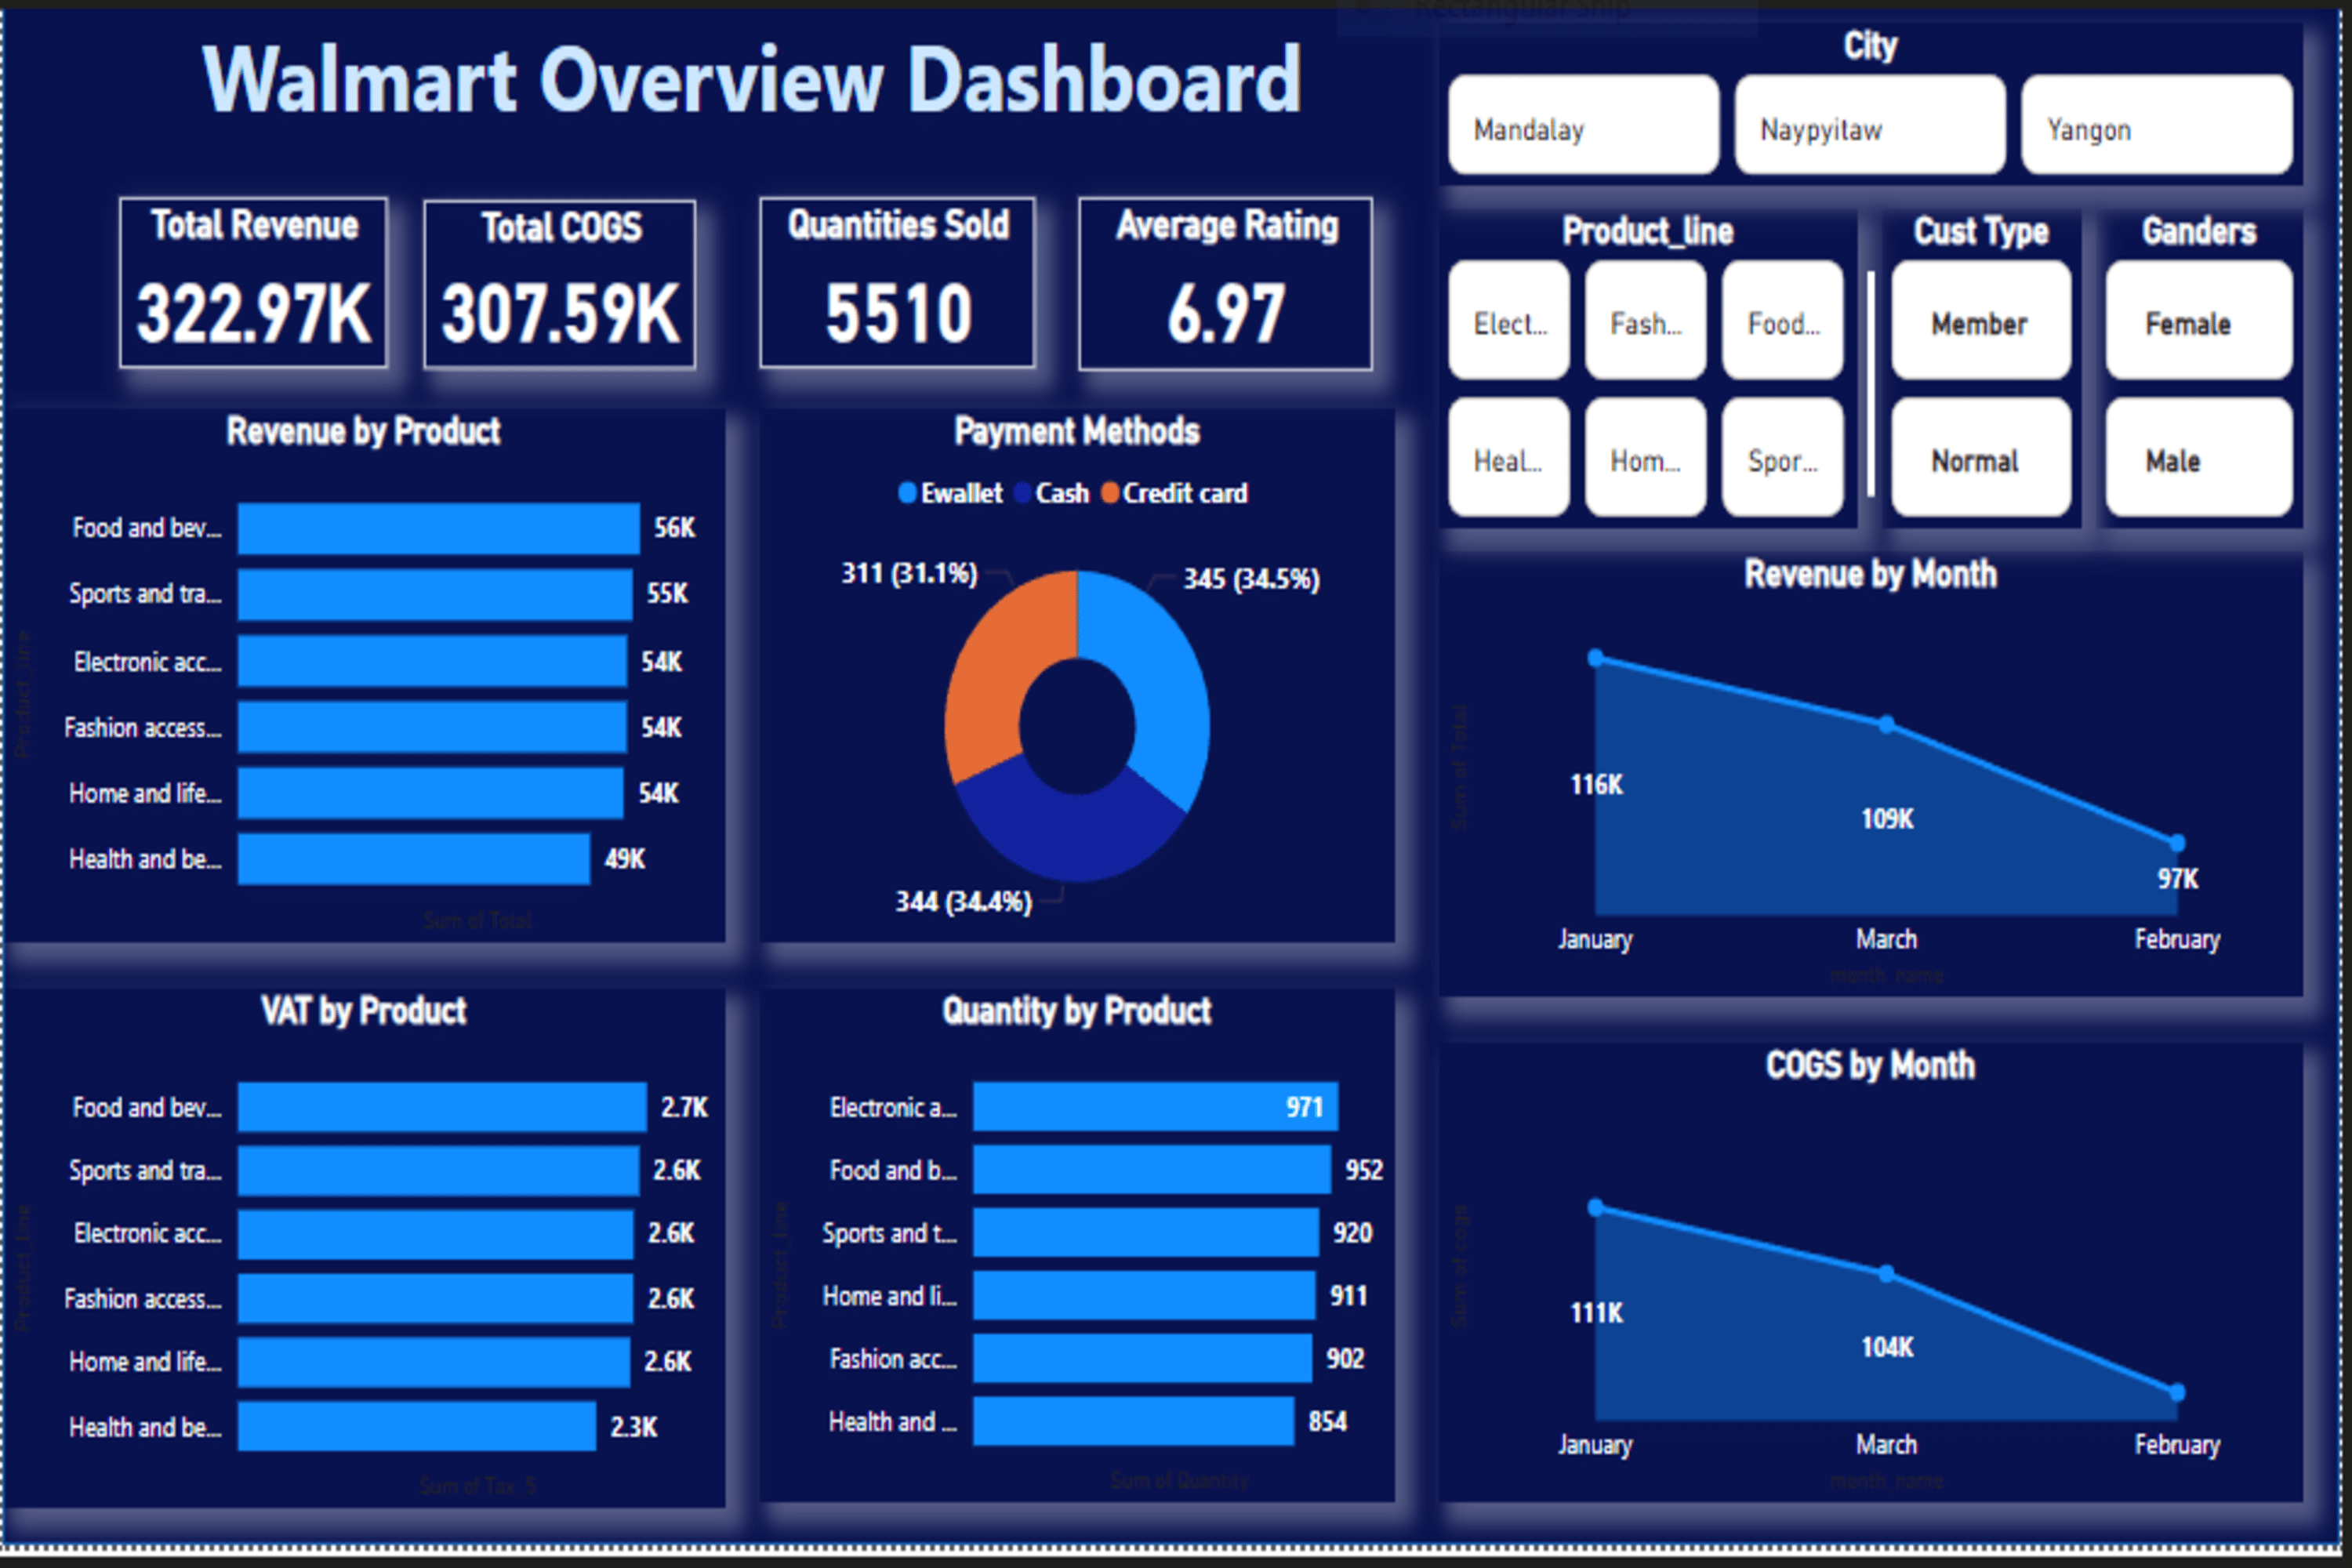 Rectangular Snip
Walmart Overview Dashboard
City
Mandalay
Naypyitaw
Yangon
Total Revenue
322.97K
Total COGS
307.59K
Quantities Sold
5510
Average Rating
6.97
Product_line
Elect...
Fash...
Food...
Heal...
Hom...
Spor...
Cust Type
Member
Normal
Ganders
Female
Male
Revenue by Product
Product_line
Food and bev... 56K
Sports and tra... 55K
Electronic acc... 54K
Fashion access... 54K
Home and life... 54K
Health and be... 49K
Sum of Total
Payment Methods
Ewallet Cash Credit card
311 (31.1%)
345 (34.5%)
344 (34.4%)
Revenue by Month
Sum of Total
116K
109K
97K
January March February
month_name
VAT by Product
Product_line
Food and bev... 2.7K
Sports and tra... 2.6K
Electronic acc... 2.6K
Fashion access... 2.6K
Home and life... 2.6K
Health and be... 2.3K
Sum of Tax_5
Quantity by Product
Product_line
Electronic a... 971
Food and b... 952
Sports and t... 920
Home and li... 911
Fashion acc... 902
Health and ... 854
Sum of Quantity
COGS by Month
Sum of cogs
111K
104K
January March February
month_name